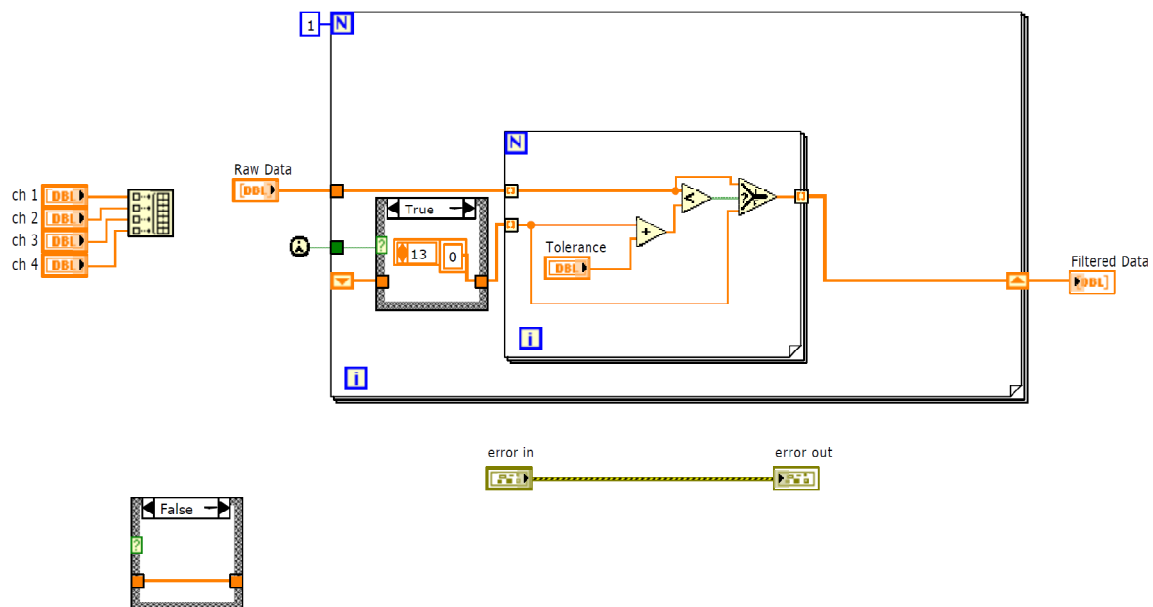 1 N
N
Raw Data
DBL
ch 1 DBL
ch 2 DBL
ch 3 DBL
ch 4 DBL
True
?
13 0
+
<
?
Tolerance
DBL
i
i
Filtered Data
DBL
error in
error out
False
?